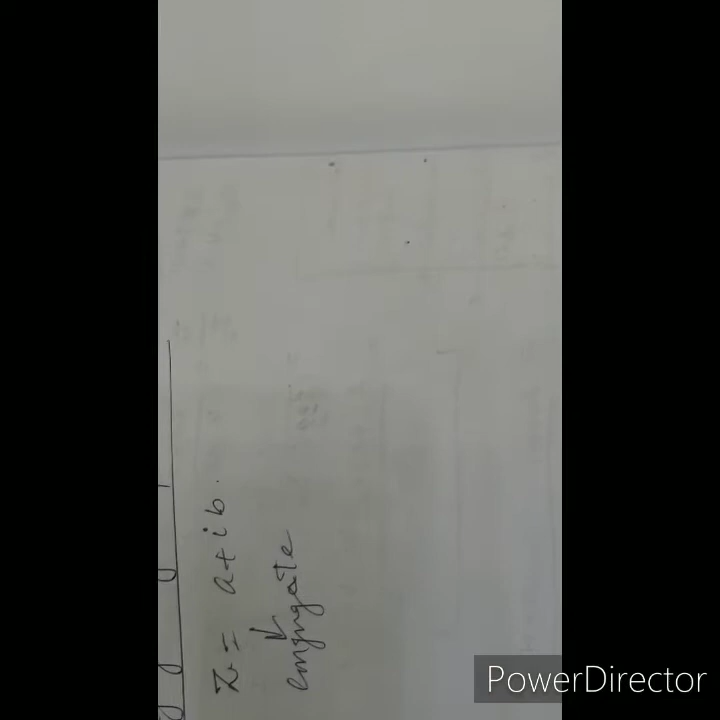 Z = a + ib.
↓
conjugate
PowerDirector